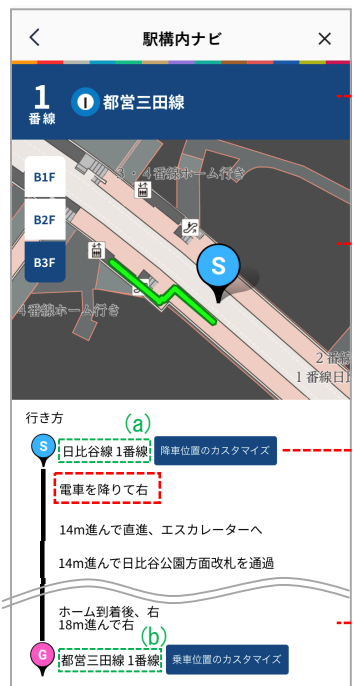 駅構内ナビ
1
番線
I 都営三田線
B1F
3・4番線ホーム行き
B2F
B3F
S
4番線ホーム行き
2番線
1番線日比
行き方
(a)
S 日比谷線 1番線 降車位置のカスタマイズ
電車を降りて右
14m進んで直進、エスカレーターへ
14m進んで日比谷公園方面改札を通過
ホーム到着後、右
18m進んで右
(b)
G 都営三田線 1番線 乗車位置のカスタマイズ